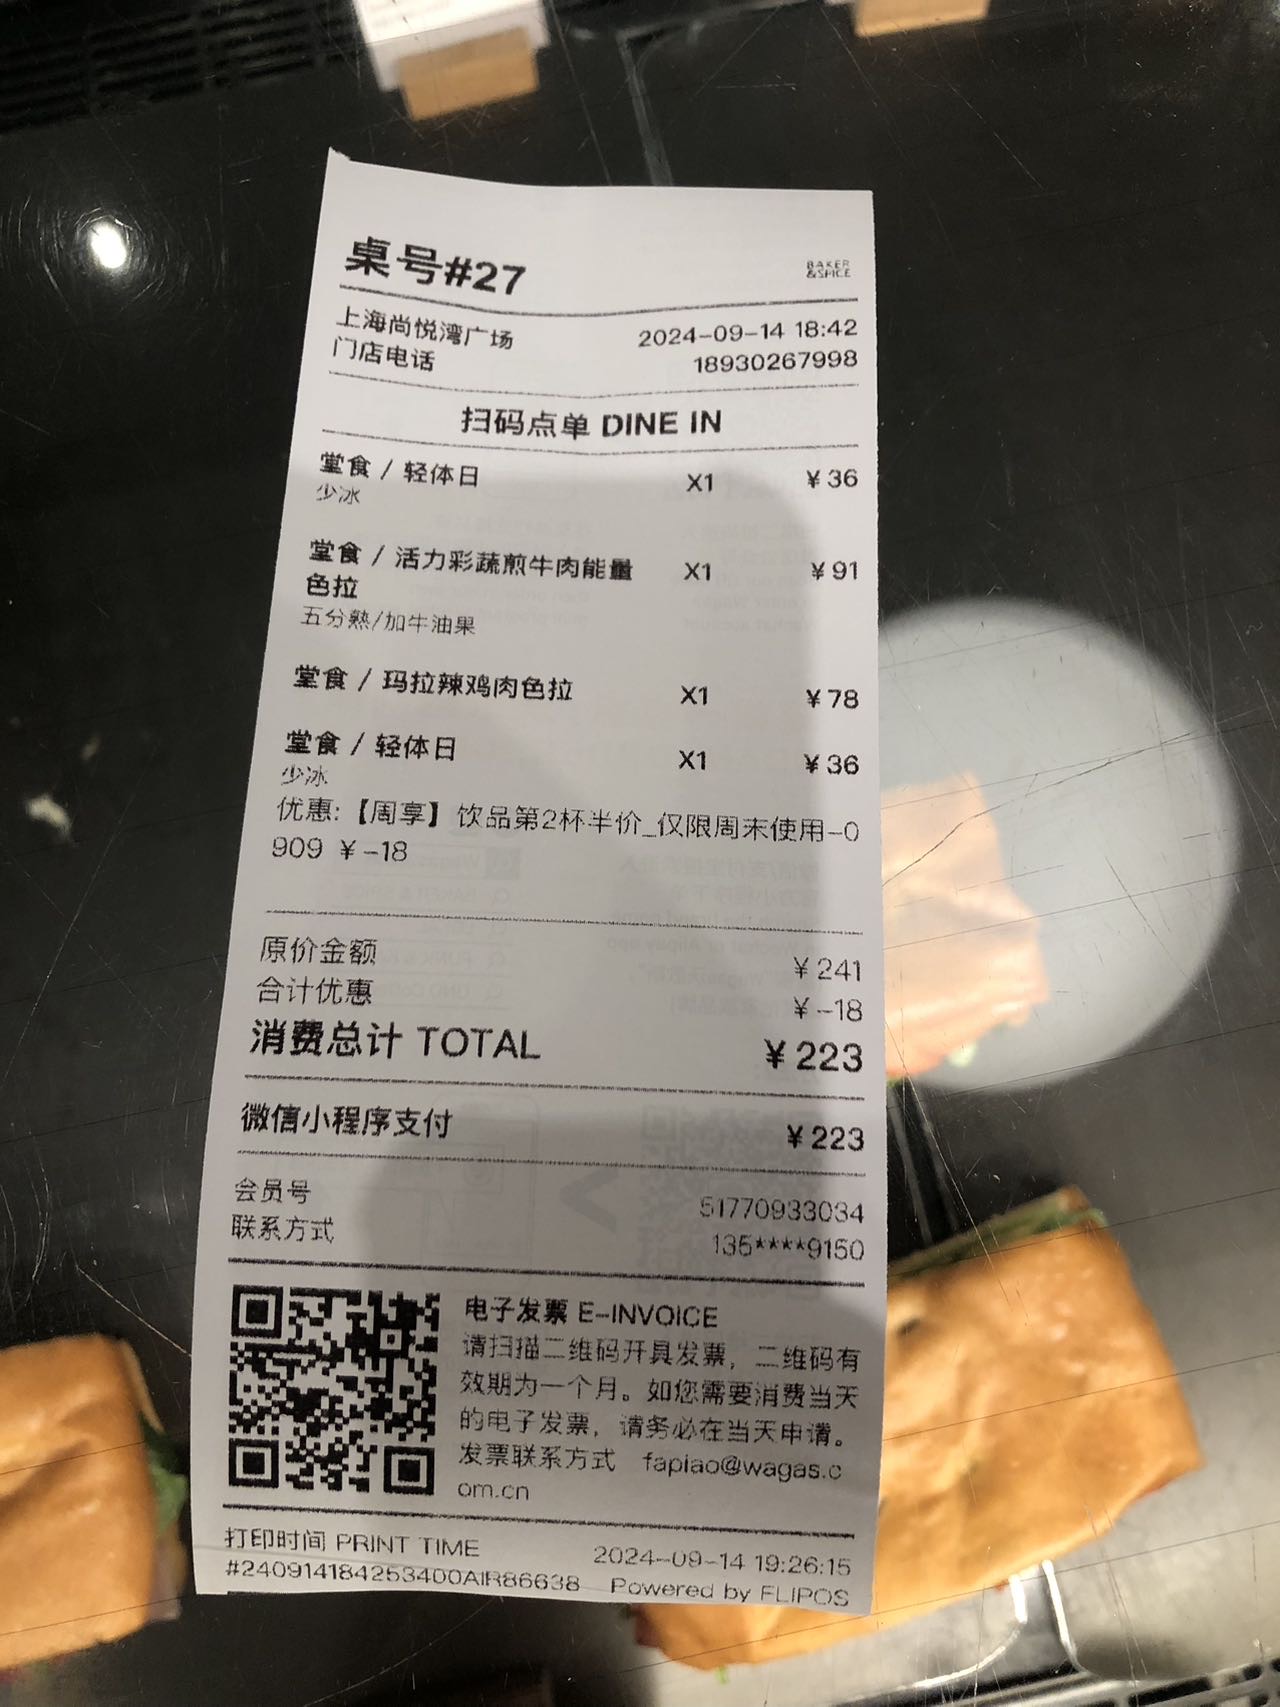 桌号#27
BAKER
&SPICE
上海尚悦湾广场 2024-09-14 18:42
门店电话 18930267998
扫码点单 DINE IN
堂食 / 轻体日 X1 ¥36
少冰
堂食 / 活力彩蔬煎牛肉能量 X1 ¥91
色拉
五分熟/加牛油果
堂食 / 玛拉辣鸡肉色拉 X1 ¥78
堂食 / 轻体日 X1 ¥36
少冰
优惠:【周享】饮品第2杯半价_仅限周末使用-0
909 ¥-18
原价金额 ¥241
合计优惠 ¥-18
消费总计 TOTAL ¥223
微信小程序支付 ¥223
会员号 51770933034
联系方式 135****9150
电子发票 E-INVOICE
请扫描二维码开具发票，二维码有
效期为一个月。如您需要消费当天
的电子发票，请务必在当天申请。
发票联系方式 fapiao@wagas.c
om.cn
打印时间 PRINT TIME 2024-09-14 19:26:15
#240914184253400AIR86638 Powered by FLIPOS